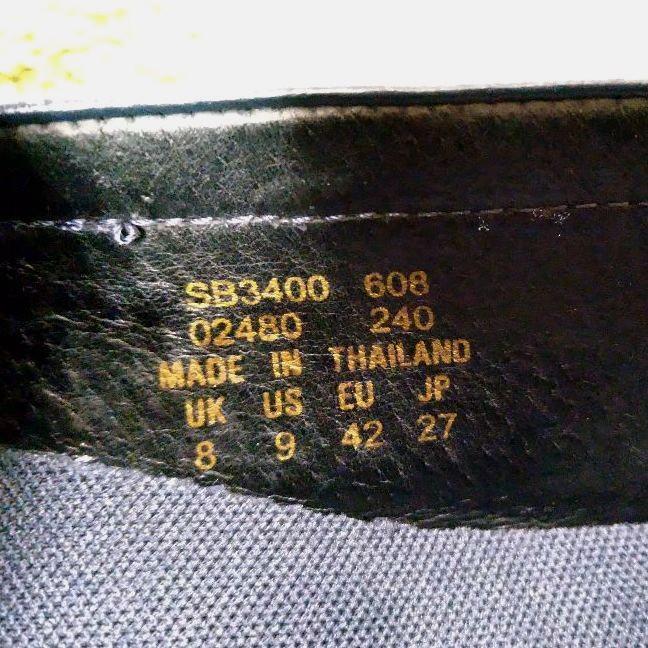 SB3400 608
02480 240
MADE IN THAILAND
UK US EU JP
8 9 42 27